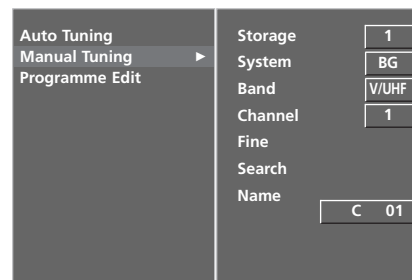 Auto Tuning
Manual Tuning ►
Programme Edit
Storage 1
System BG
Band V/UHF
Channel 1
Fine
Search
Name
C 01